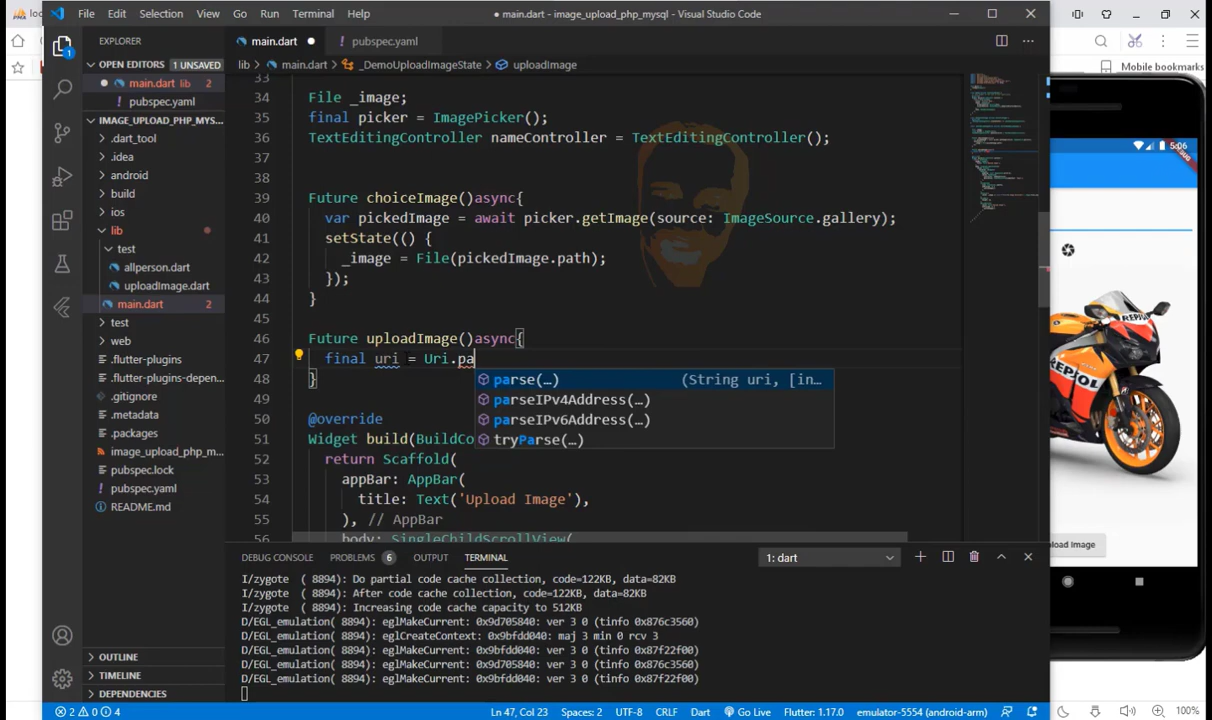 File Edit Selection View Go Run Terminal Help
● main.dart - image_upload_php_mysql - Visual Studio Code
EXPLORER
OPEN EDITORS 1 UNSAVED
main.dart lib 2
pubspec.yaml
IMAGE_UPLOAD_PHP_MYS...
.dart_tool
.idea
android
build
ios
lib
test
allperson.dart
uploadImage.dart
main.dart 2
test
web
.flutter-plugins
.flutter-plugins-depen...
.gitignore
.metadata
.packages
image_upload_php_m...
pubspec.lock
pubspec.yaml
README.md
OUTLINE
TIMELINE
DEPENDENCIES
main.dart
pubspec.yaml
lib > main.dart > _DemoUploadImageState > uploadImage
33
34 File _image;
35 final picker = ImagePicker();
36 TextEditingController nameController = TextEditingController();
37
38
39 Future choiceImage()async{
40 var pickedImage = await picker.getImage(source: ImageSource.gallery);
41 setState(() {
42 _image = File(pickedImage.path);
43 });
44 }
45
46 Future uploadImage()async{
47 final uri = Uri.pa
48 }
49
50 @override
51 Widget build(BuildCo
52 return Scaffold(
53 appBar: AppBar(
54 title: Text('Upload Image'),
55 ), // AppBar
56 body: SingleChildScrollView(
parse(…) (String uri, [in...
parseIPv4Address(…)
parseIPv6Address(…)
tryParse(…)
DEBUG CONSOLE PROBLEMS 6 OUTPUT TERMINAL 1: dart
I/zygote ( 8894): Do partial code cache collection, code=122KB, data=82KB
I/zygote ( 8894): After code cache collection, code=122KB, data=82KB
I/zygote ( 8894): Increasing code cache capacity to 512KB
D/EGL_emulation( 8894): eglMakeCurrent: 0x9d705840: ver 3 0 (tinfo 0x876c3560)
D/EGL_emulation( 8894): eglCreateContext: 0x9bfdd040: maj 3 min 0 rcv 3
D/EGL_emulation( 8894): eglMakeCurrent: 0x9bfdd040: ver 3 0 (tinfo 0x87f22f00)
D/EGL_emulation( 8894): eglMakeCurrent: 0x9d705840: ver 3 0 (tinfo 0x876c3560)
D/EGL_emulation( 8894): eglMakeCurrent: 0x9bfdd040: ver 3 0 (tinfo 0x87f22f00)
2 0 4
Ln 47, Col 23 Spaces: 2 UTF-8 CRLF Dart Go Live Flutter: 1.17.0 emulator-5554 (android-arm)
Mobile bookmarks
5:06
DEBUG
REPSOL
load Image
100%